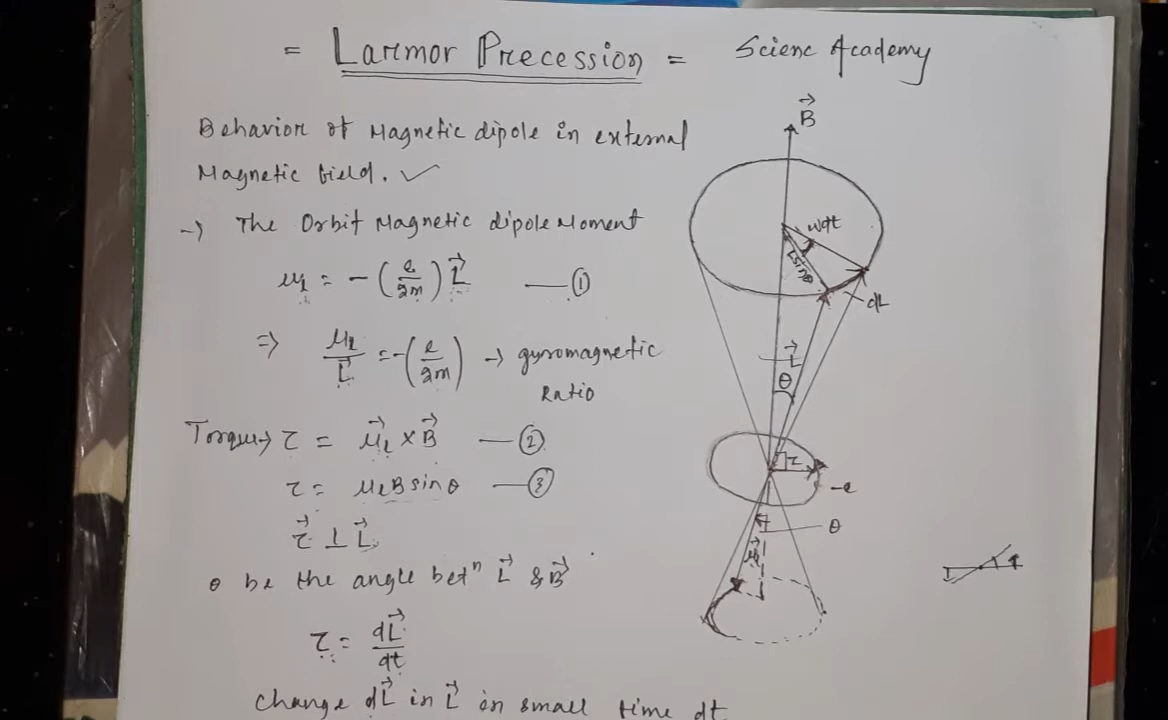 = Larmor Precession =
Scienc Academy
Behavior of Magnetic dipole in external
Magnetic field. ✓
→ The Orbit Magnetic dipole Moment
μₗ = - (e/2m) L⃗ —①
⇒ μₗ/L⃗ = -(e/2m) → gyromagnetic
Ratio
Torque→ τ = μ⃗ₗ × B⃗ —②
τ = μₗB sinθ —③
τ⃗ ⊥ L⃗
θ be the angle betⁿ L⃗ & B⃗
τ = dL⃗/dt
change dL⃗ in L⃗ in small time dt
B⃗
wdt
Lsinθ
dL
L⃗
θ
τ
-e
θ
μ⃗ₗ